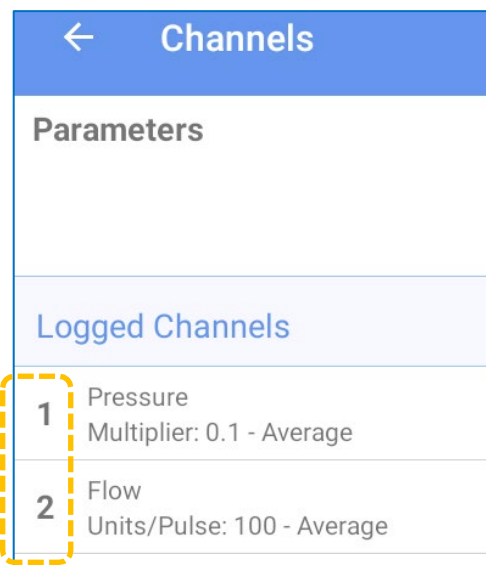 Channels
Parameters
Logged Channels
1
Pressure
Multiplier: 0.1 - Average
2
Flow
Units/Pulse: 100 - Average